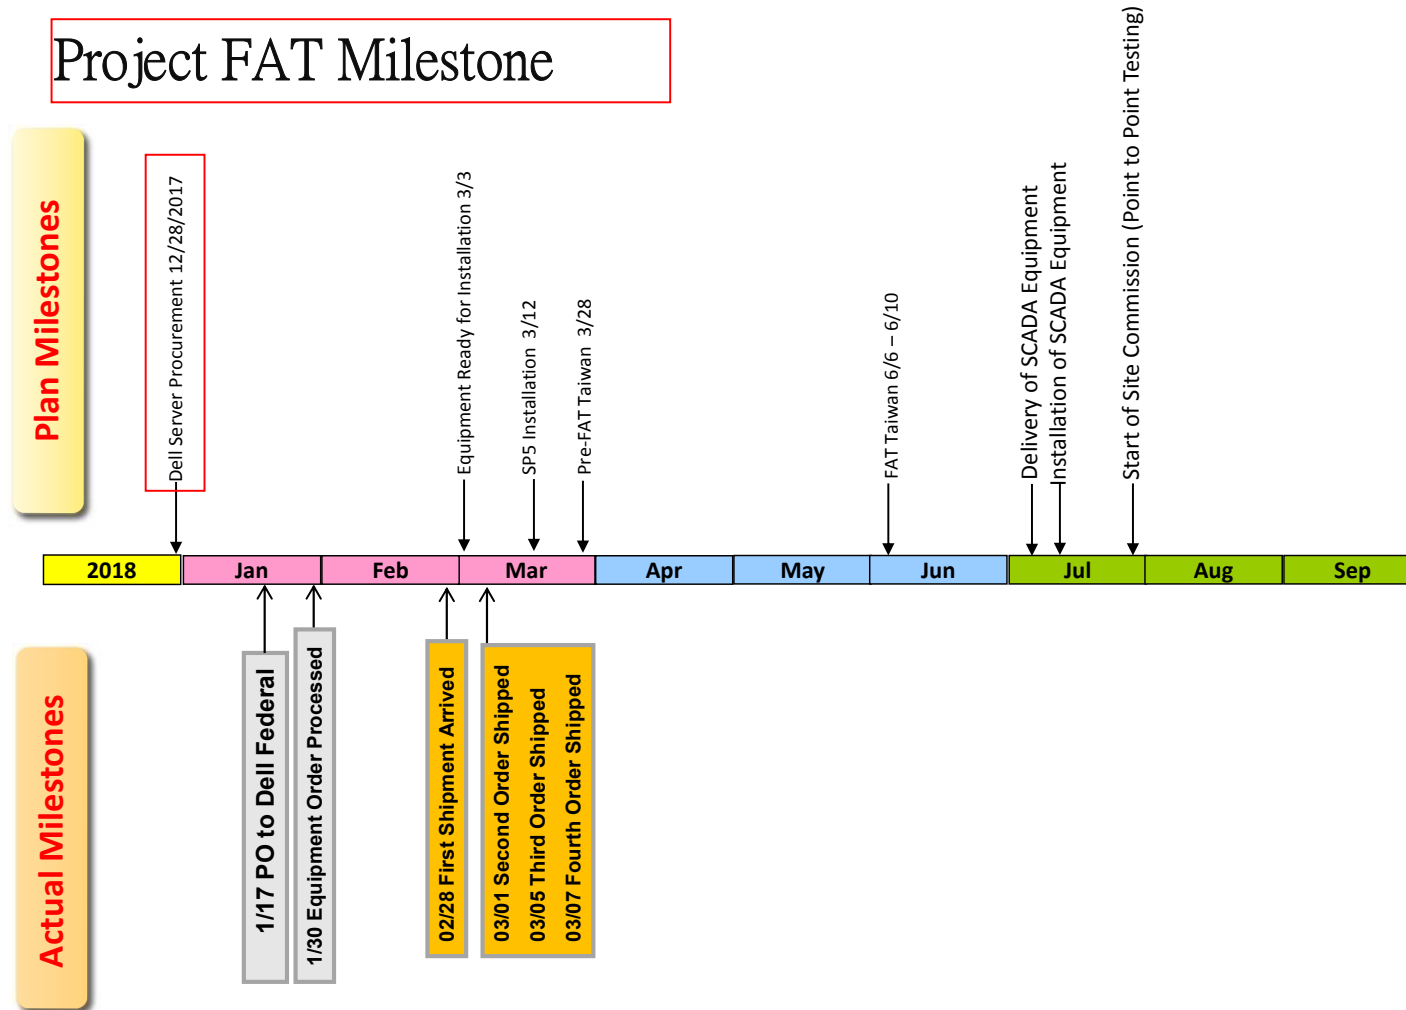 Project FAT Milestone
Plan Milestones
Dell Server Procurement 12/28/2017
Equipment Ready for Installation 3/3
SP5 Installation 3/12
Pre-FAT Taiwan 3/28
FAT Taiwan 6/6 – 6/10
Delivery of SCADA Equipment
Installation of SCADA Equipment
Start of Site Commission (Point to Point Testing)
2018
Jan
Feb
Mar
Apr
May
Jun
Jul
Aug
Sep
Actual Milestones
1/17 PO to Dell Federal
1/30 Equipment Order Processed
02/28 First Shipment Arrived
03/01 Second Order Shipped
03/05 Third Order Shipped
03/07 Fourth Order Shipped